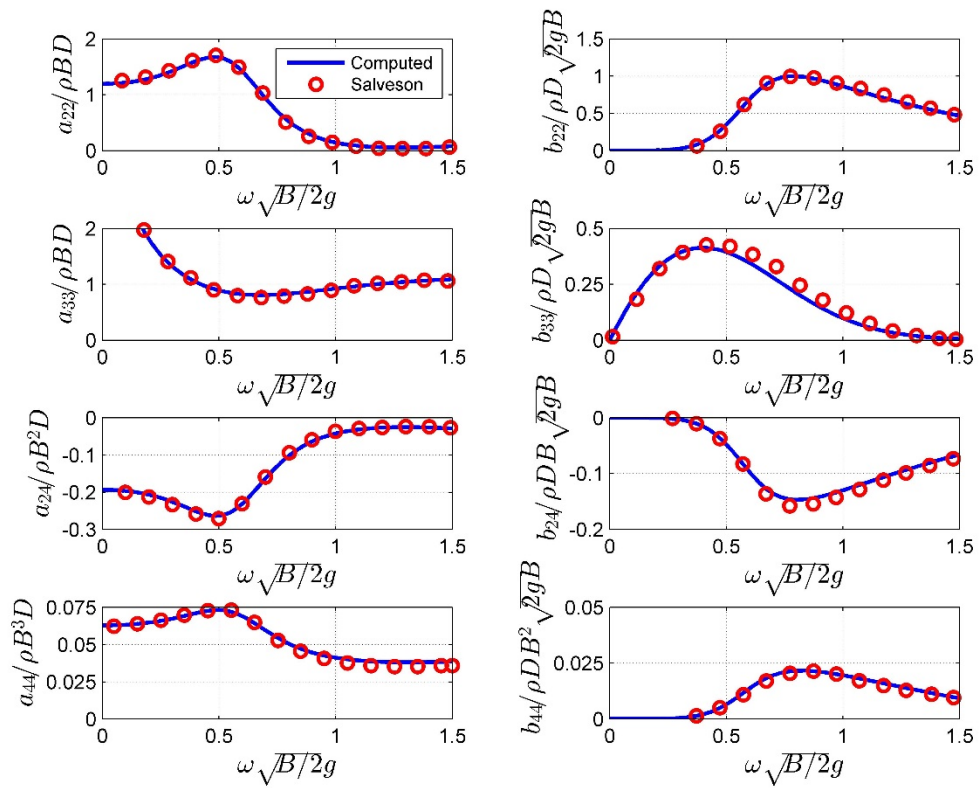 a₂₂/ρBD
2
1
0
0 0.5 1 1.5
ω√B/2g
Computed
Salveson
b₂₂/ρD√2gB
1.5
1.0
0.5
0
0 0.5 1 1.5
ω√B/2g
a₃₃/ρBD
2
1
0
0 0.5 1 1.5
ω√B/2g
b₃₃/ρD√2gB
0.5
0.25
0
0 0.5 1 1.5
ω√B/2g
a₂₄/ρB²D
0
-0.1
-0.2
-0.3
0 0.5 1 1.5
ω√B/2g
b₂₄/ρDB√2gB
0
-0.1
-0.2
0 0.5 1 1.5
ω√B/2g
a₄₄/ρB³D
0.075
0.05
0.025
0
0 0.5 1 1.5
ω√B/2g
b₄₄/ρDB²√2gB
0.05
0.025
0
0 0.5 1 1.5
ω√B/2g